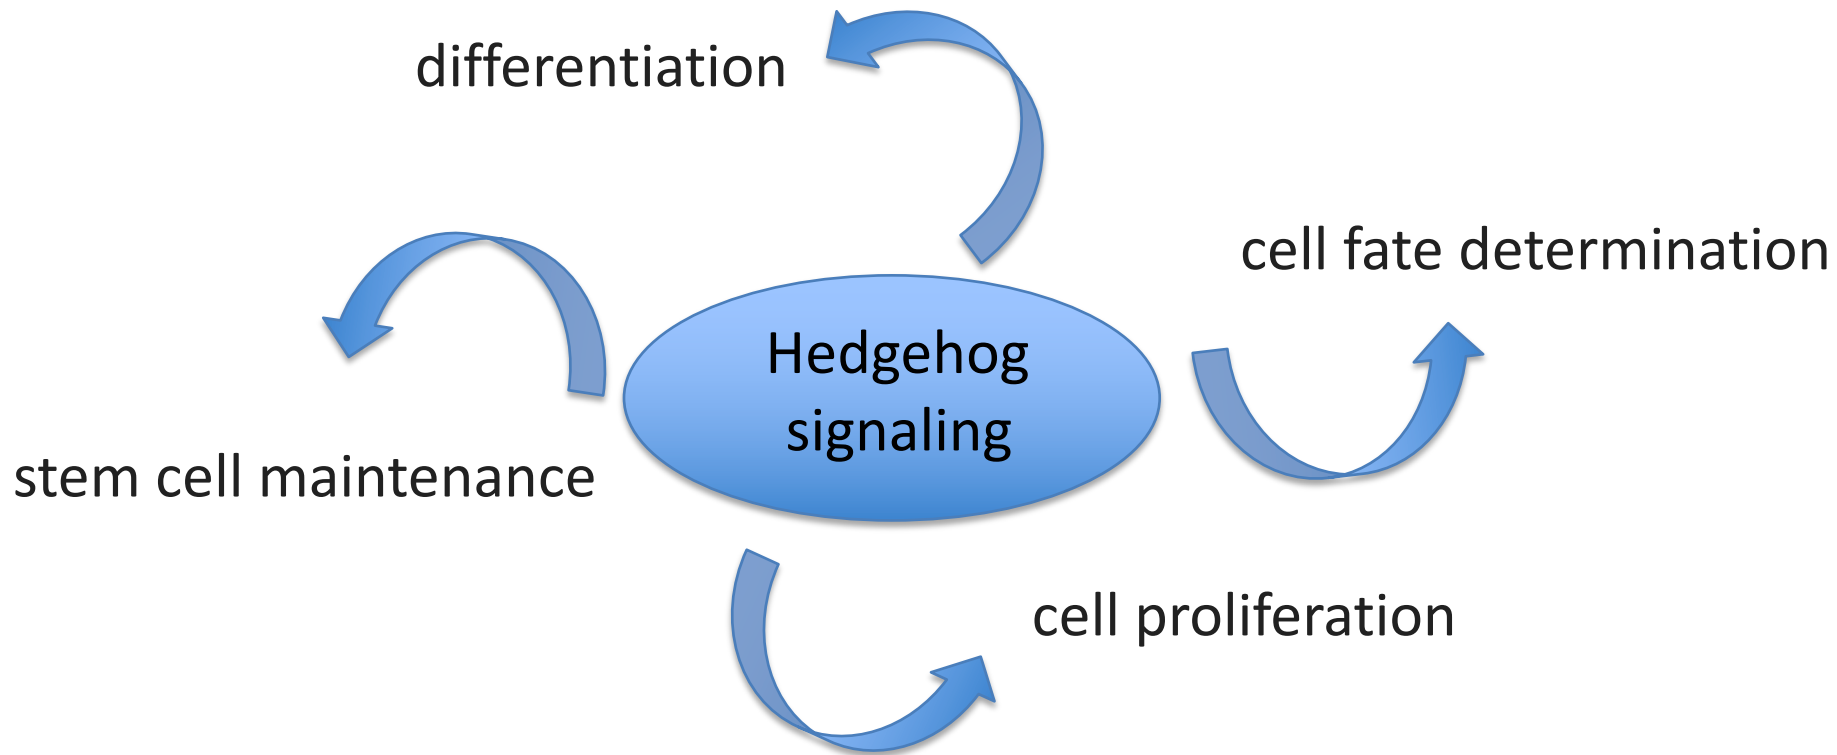 differentiation
cell fate determination
Hedgehog
signaling
stem cell maintenance
cell proliferation